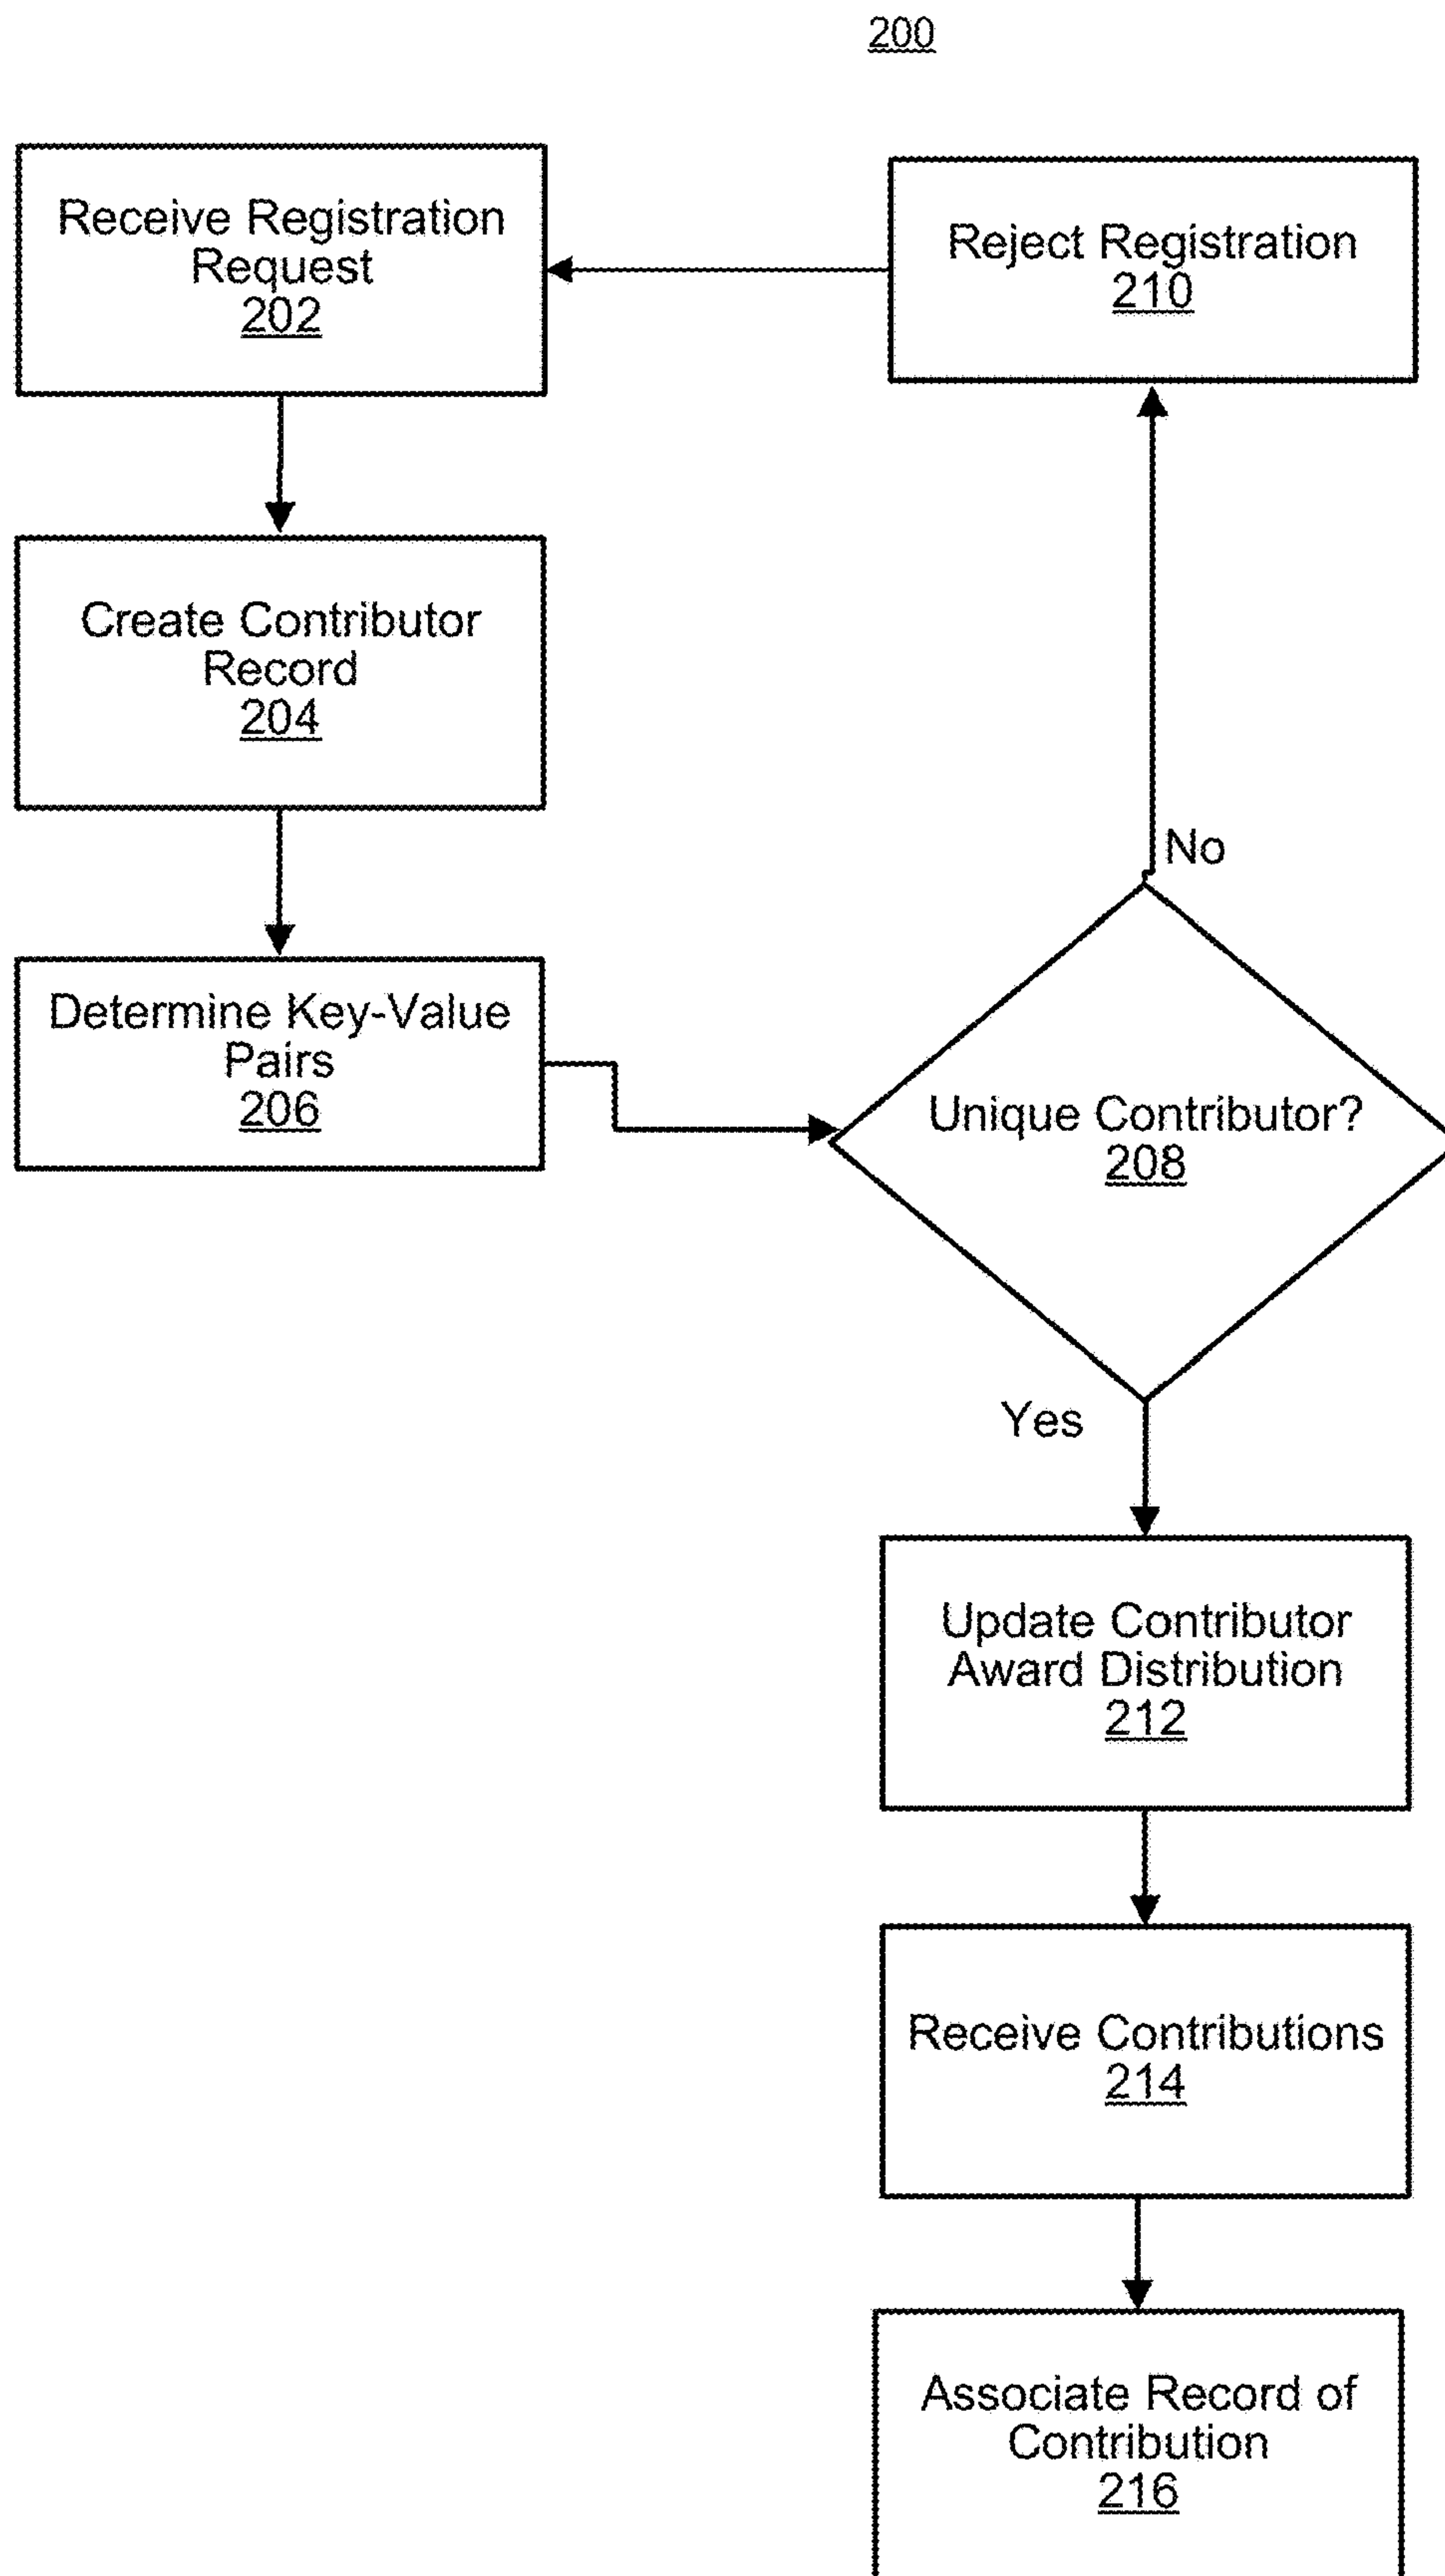 200
Receive Registration
Request
202
Reject Registration
210
Create Contributor
Record
204
No
Determine Key-Value
Pairs
206
Unique Contributor?
208
Yes
Update Contributor
Award Distribution
212
Receive Contributions
214
Associate Record of
Contribution
216